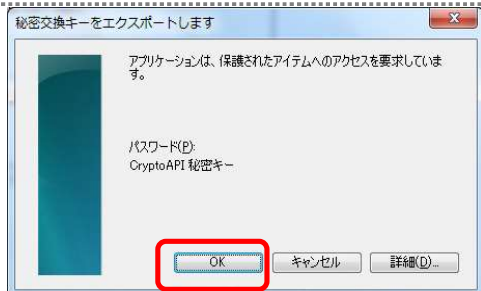 秘密交換キーをエクスポートします
アプリケーションは、保護されたアイテムへのアクセスを要求していま
す。
パスワード(P):
CryptoAPI 秘密キー
OK
キャンセル
詳細(D)...